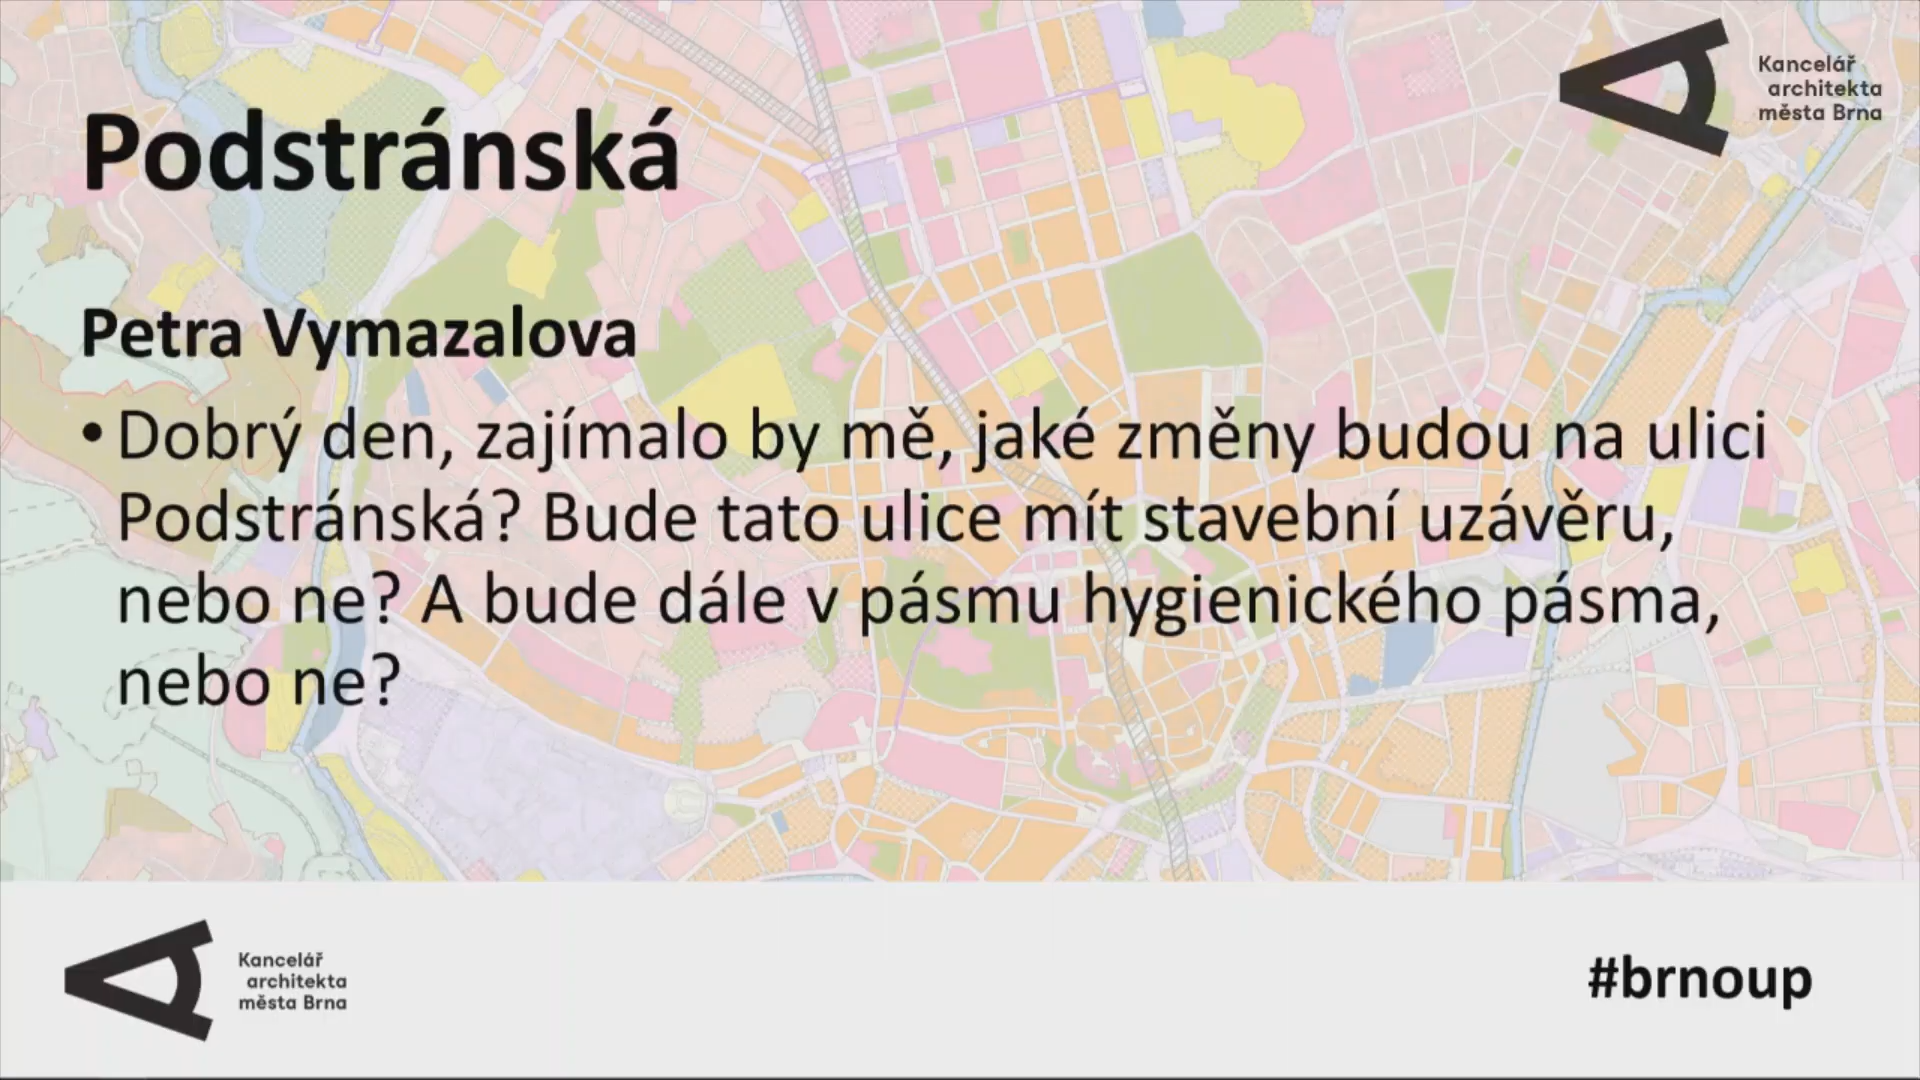 Kancelář
architekta
města Brna
Podstránská
Petra Vymazalova
• Dobrý den, zajímalo by mě, jaké změny budou na ulici
Podstránská? Bude tato ulice mít stavební uzávěru,
nebo ne? A bude dále v pásmu hygienického pásma,
nebo ne?
Kancelář
architekta
města Brna
#brnoup